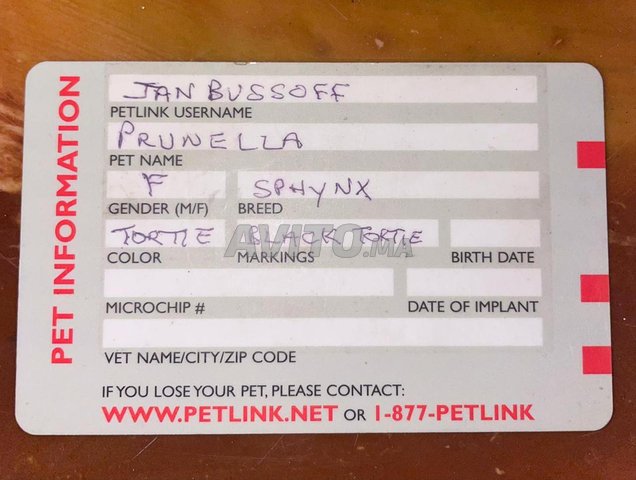 PET INFORMATION
JAN BUSSOFF
PETLINK USERNAME
PRUNELLA
PET NAME
F SPHYNX
GENDER (M/F) BREED
TORTIE BLACK TORTIE
AVITO.MA
COLOR MARKINGS BIRTH DATE
MICROCHIP # DATE OF IMPLANT
VET NAME/CITY/ZIP CODE
IF YOU LOSE YOUR PET, PLEASE CONTACT:
WWW.PETLINK.NET OR 1-877-PETLINK